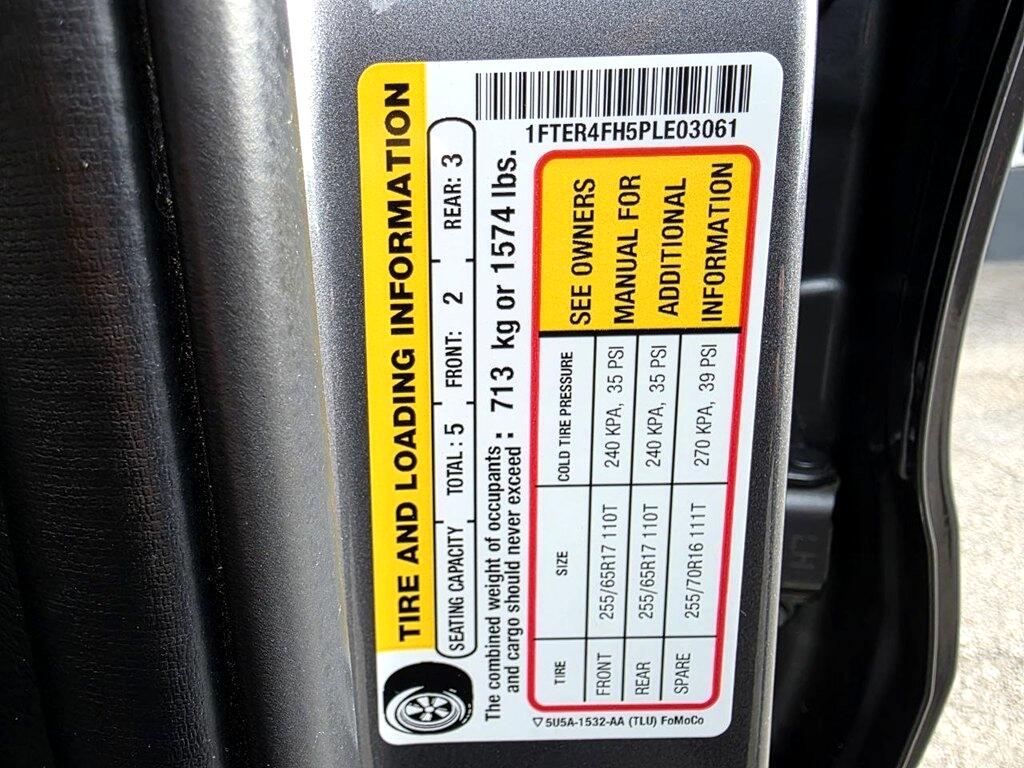 TIRE AND LOADING INFORMATION
SEATING CAPACITY TOTAL : 5 FRONT: 2 REAR: 3
The combined weight of occupants
and cargo should never exceed : 713 kg or 1574 lbs.
1FTER4FH5PLE03061
TIRE SIZE COLD TIRE PRESSURE
FRONT 255/65R17 110T 240 KPA, 35 PSI
REAR 255/65R17 110T 240 KPA, 35 PSI
SPARE 255/70R16 111T 270 KPA, 39 PSI
SEE OWNERS
MANUAL FOR
ADDITIONAL
INFORMATION
5U5A-1532-AA (TLU) FoMoCo